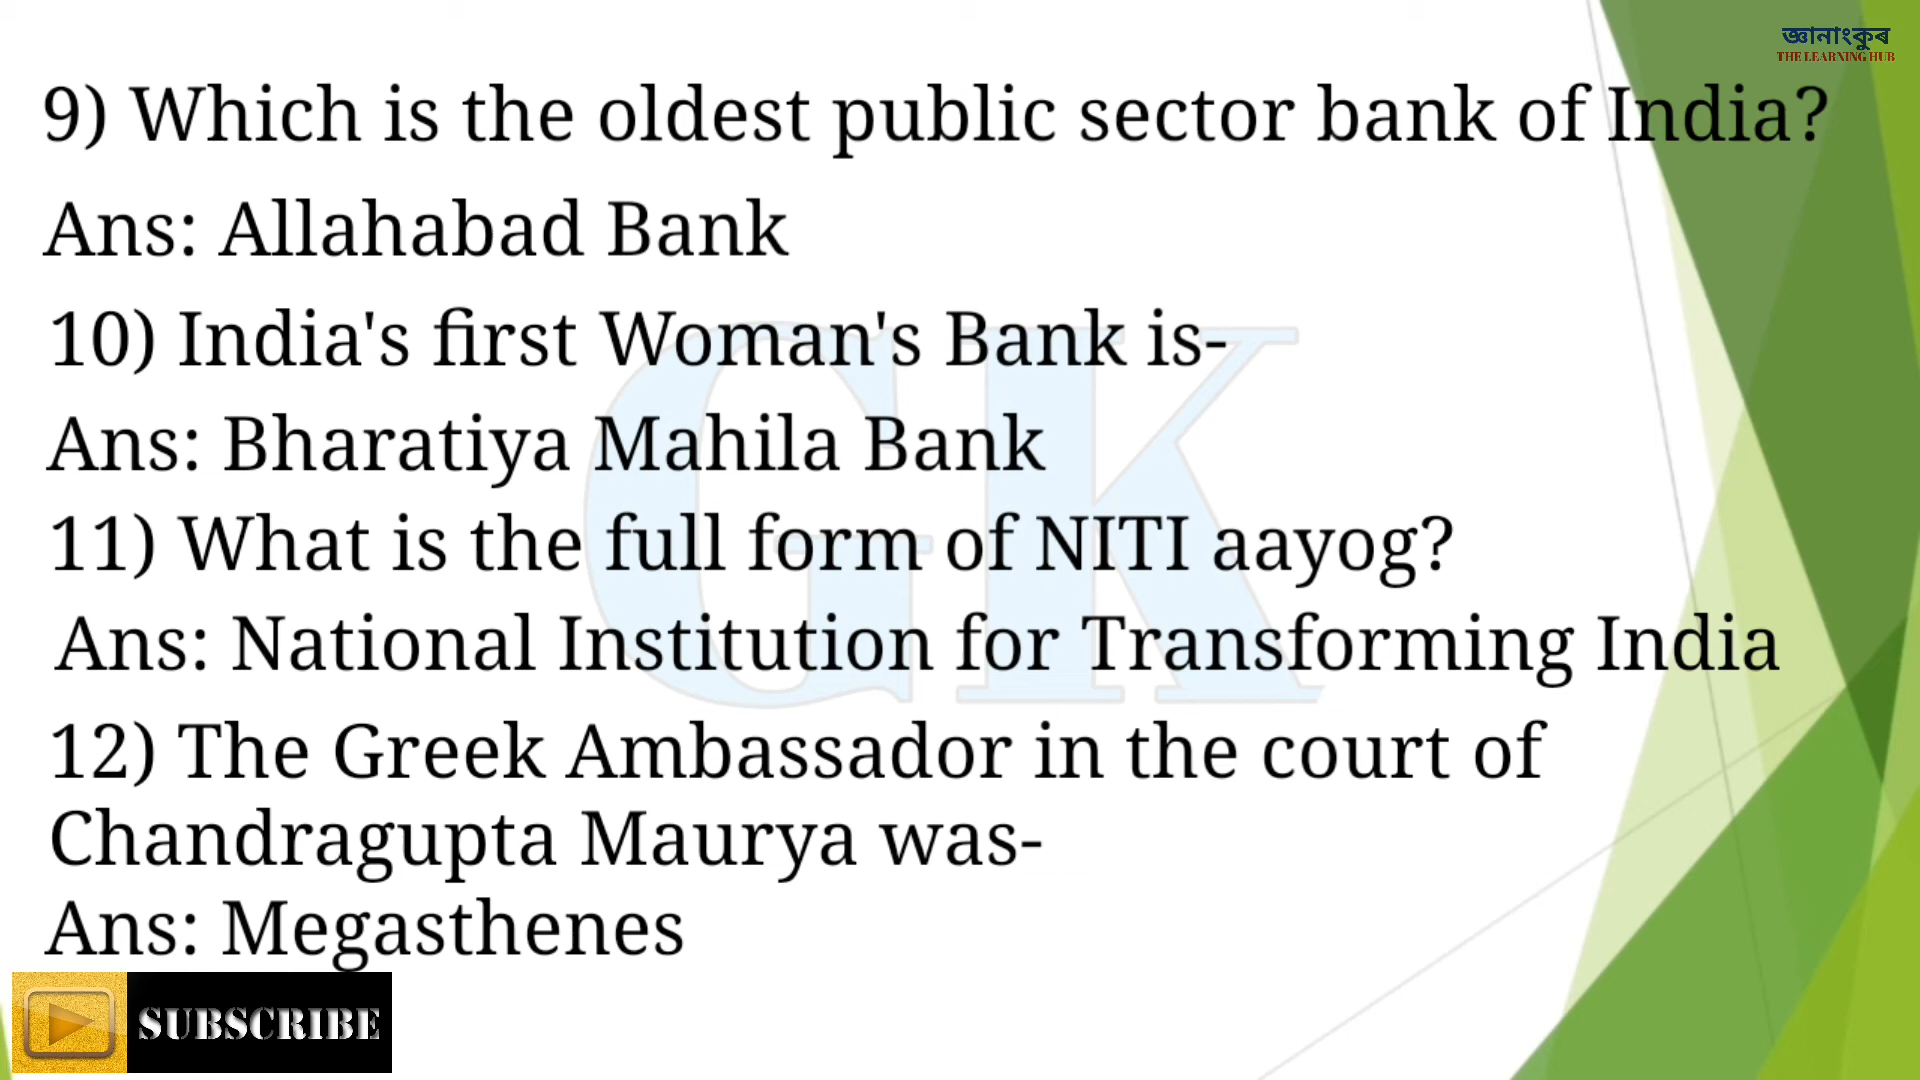 জ্ঞানাংকুৰ
THE LEARNING HUB
9) Which is the oldest public sector bank of India?
Ans: Allahabad Bank
10) India's first Woman's Bank is-
Ans: Bharatiya Mahila Bank
11) What is the full form of NITI aayog?
Ans: National Institution for Transforming India
12) The Greek Ambassador in the court of
Chandragupta Maurya was-
Ans: Megasthenes
GK
SUBSCRIBE